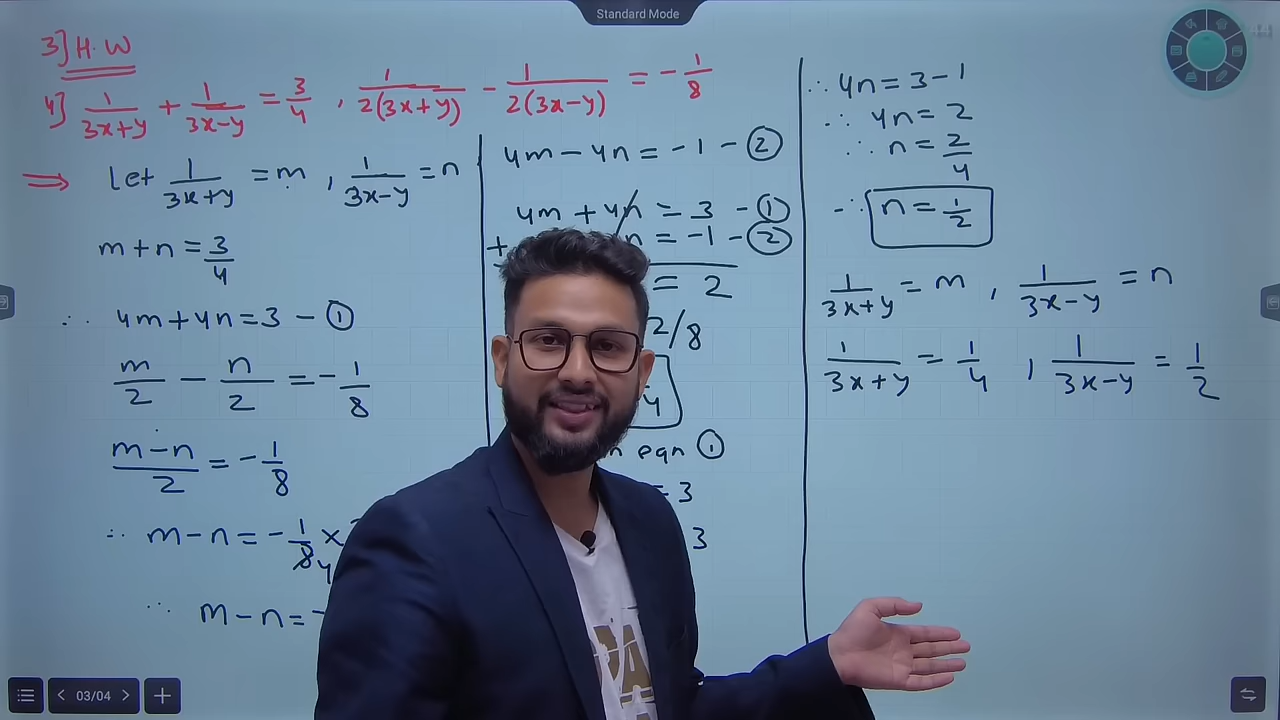 Standard Mode
3] H.W
4] 1/(3x+y) + 1/(3x-y) = 3/4 , 1/(2(3x+y)) - 1/(2(3x-y)) = -1/8
⇒ Let 1/(3x+y) = m , 1/(3x-y) = n
m+n = 3/4
∴ 4m+4n=3 - ①
m/2 - n/2 = -1/8
(m-n)/2 = -1/8
∴ m-n = -1/8 ×
4
∴ m-n = -
4m-4n = -1 - ②
4m+4n = 3 - ①
+ n = -1 - ②
= 2
2/8
4
eqn ①
= 3
3
∴ 4n = 3-1
∴ 4n = 2
∴ n = 2/4
∴ n = 1/2
1/(3x+y) = m , 1/(3x-y) = n
1/(3x+y) = 1/4 , 1/(3x-y) = 1/2
03/04